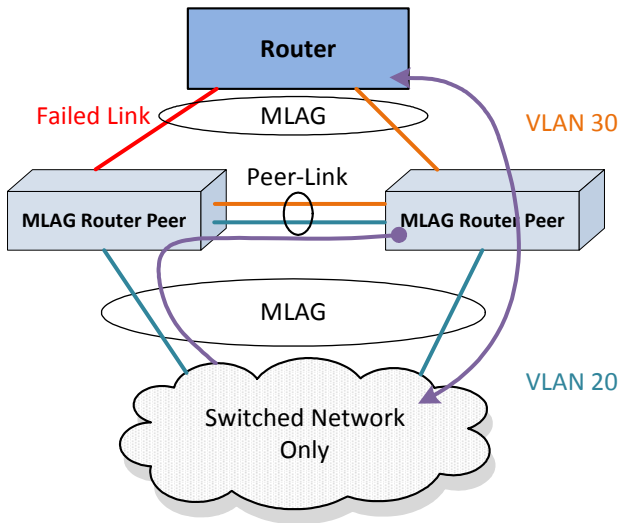 Router
Failed Link
MLAG
VLAN 30
Peer-Link
MLAG Router Peer
MLAG Router Peer
MLAG
VLAN 20
Switched Network
Only